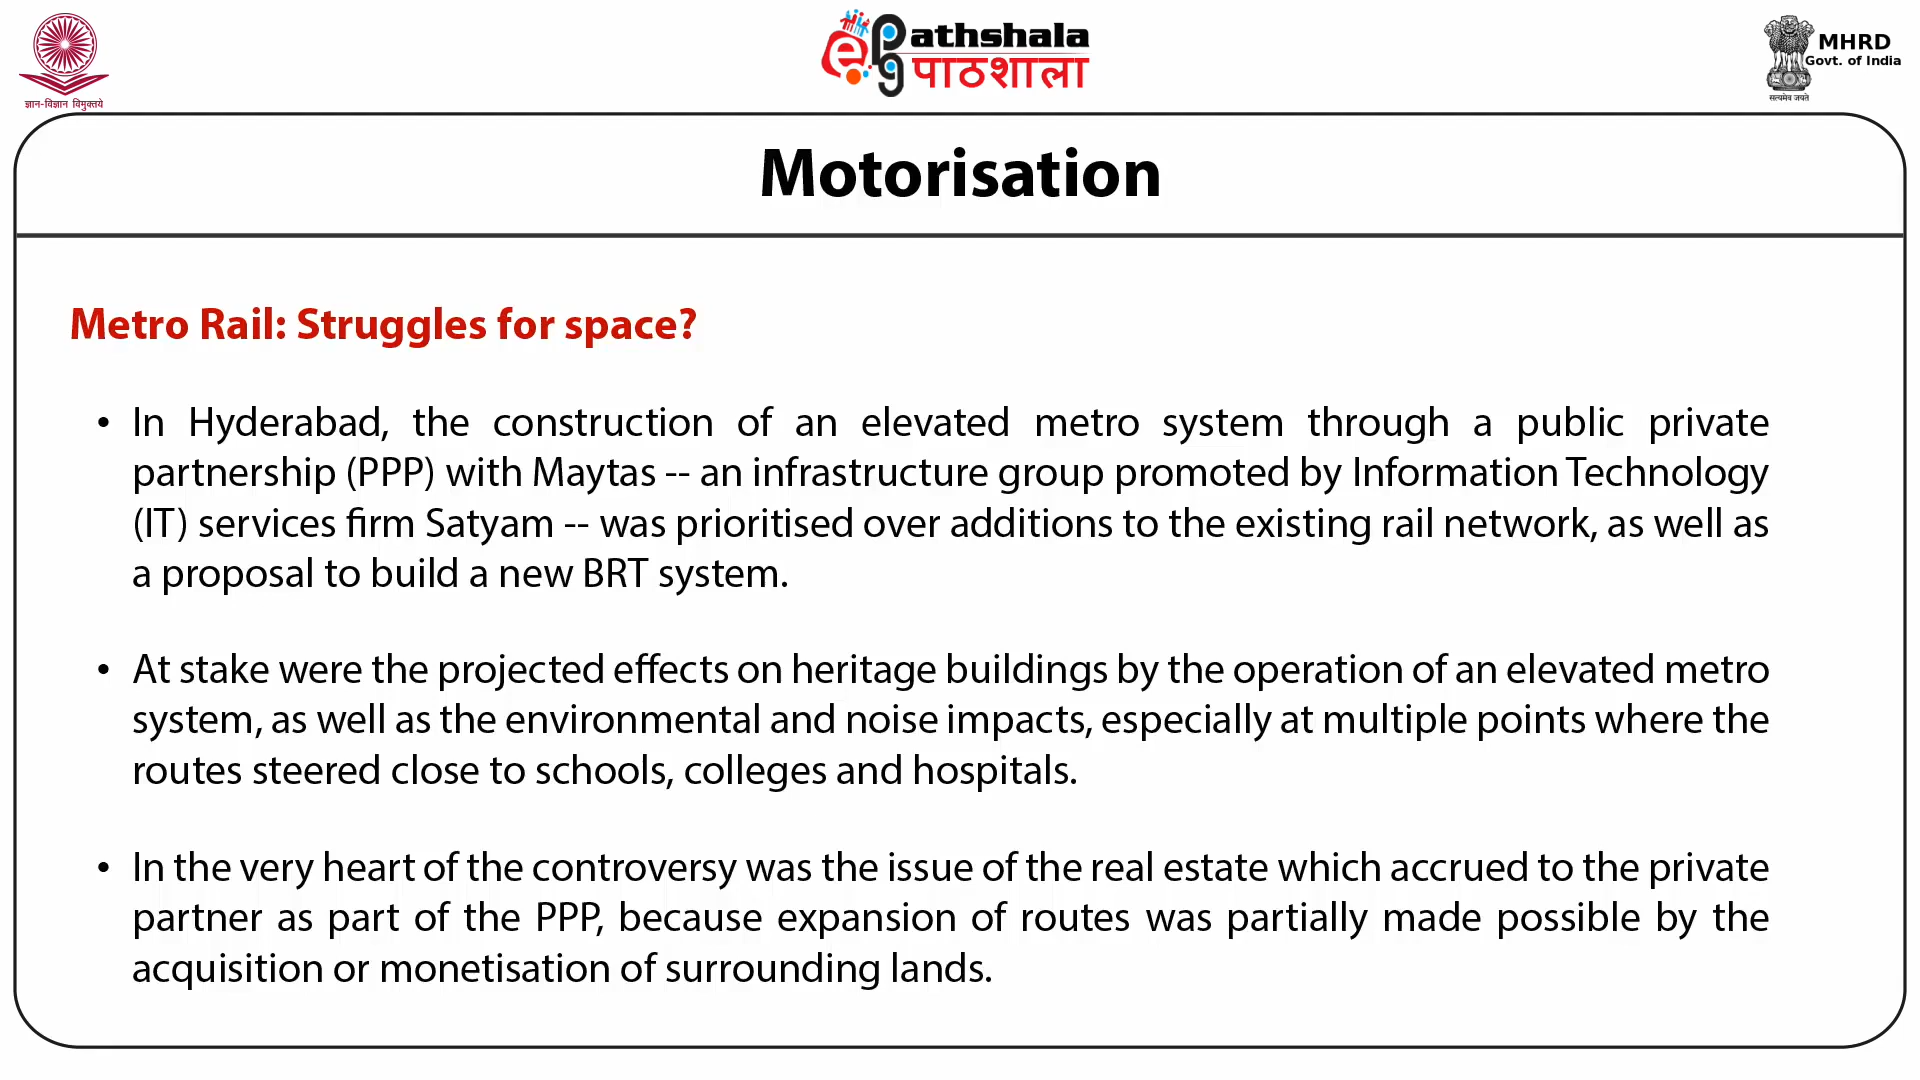 ज्ञान-विज्ञान विमुक्तये
ePathshala
पाठशाला
MHRD
Govt. of India
सत्यमेव जयते
Motorisation
Metro Rail: Struggles for space?
• In Hyderabad, the construction of an elevated metro system through a public private
partnership (PPP) with Maytas -- an infrastructure group promoted by Information Technology
(IT) services firm Satyam -- was prioritised over additions to the existing rail network, as well as
a proposal to build a new BRT system.
• At stake were the projected effects on heritage buildings by the operation of an elevated metro
system, as well as the environmental and noise impacts, especially at multiple points where the
routes steered close to schools, colleges and hospitals.
• In the very heart of the controversy was the issue of the real estate which accrued to the private
partner as part of the PPP, because expansion of routes was partially made possible by the
acquisition or monetisation of surrounding lands.